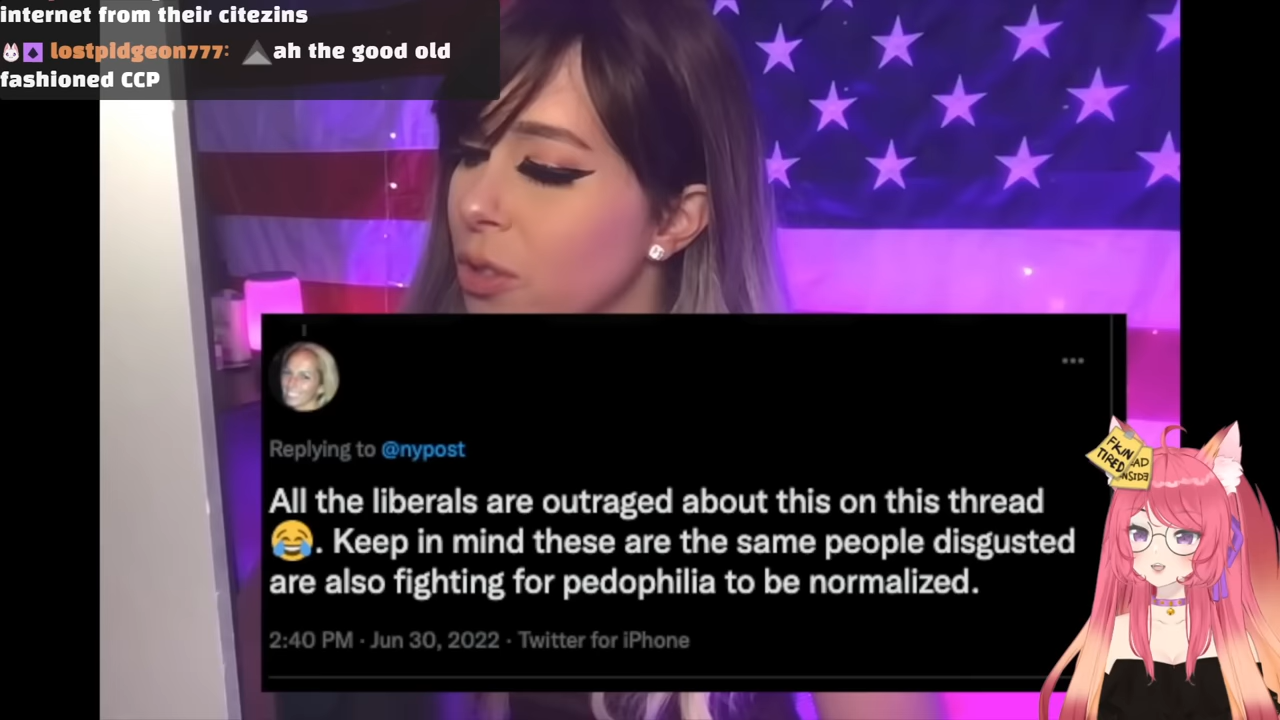 internet from their citezins
lostpidgeon777: ah the good old
fashioned CCP
Replying to @nypost
All the liberals are outraged about this on this thread
😂. Keep in mind these are the same people disgusted
are also fighting for pedophilia to be normalized.
2:40 PM · Jun 30, 2022 · Twitter for iPhone
FKIN
TIRED